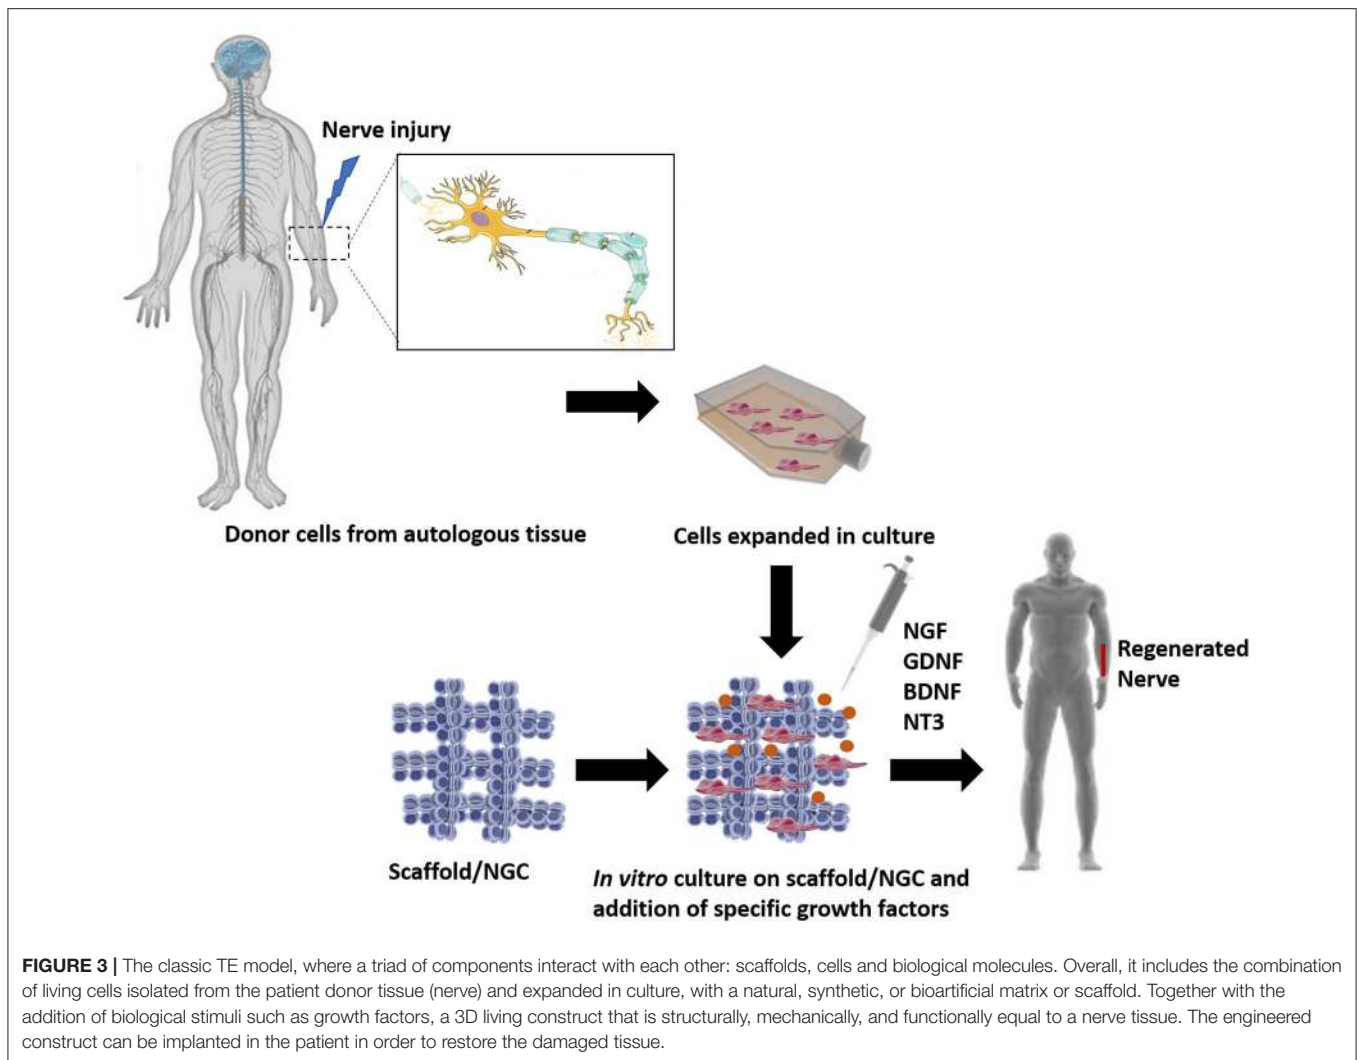 Nerve injury
Donor cells from autologous tissue
Cells expanded in culture
NGF
GDNF
BDNF
NT3
Regenerated
Nerve
Scaffold/NGC
In vitro culture on scaffold/NGC and
addition of specific growth factors
FIGURE 3 | The classic TE model, where a triad of components interact with each other: scaffolds, cells and biological molecules. Overall, it includes the combination
of living cells isolated from the patient donor tissue (nerve) and expanded in culture, with a natural, synthetic, or bioartificial matrix or scaffold. Together with the
addition of biological stimuli such as growth factors, a 3D living construct that is structurally, mechanically, and functionally equal to a nerve tissue. The engineered
construct can be implanted in the patient in order to restore the damaged tissue.